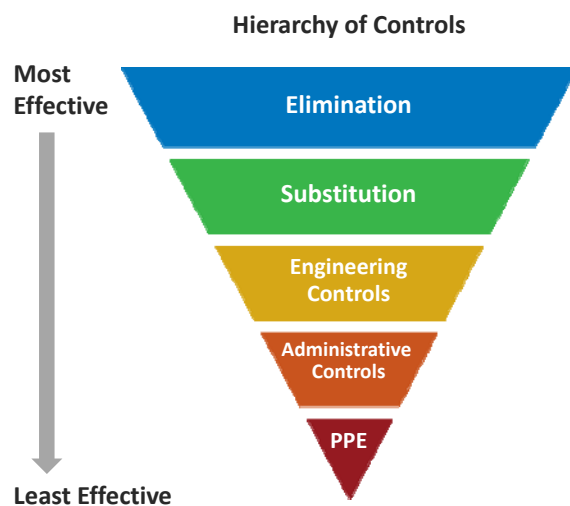 Hierarchy of Controls
Most
Effective
Elimination
Substitution
Engineering
Controls
Administrative
Controls
PPE
Least Effective